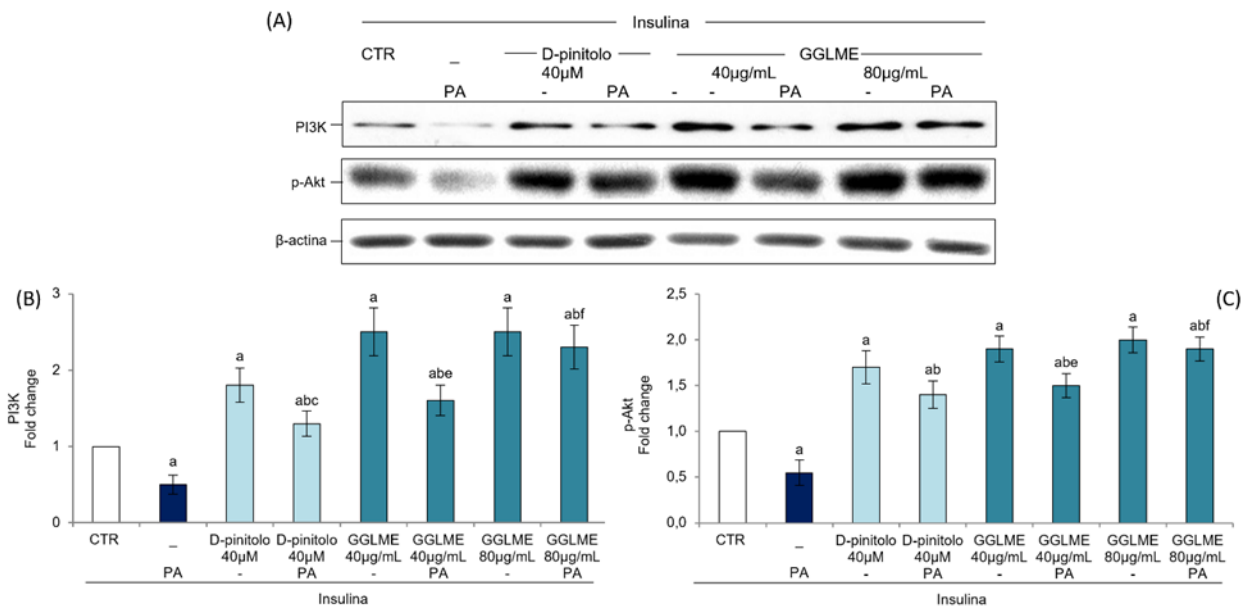 (A)
Insulina
CTR _ D-pinitolo GGLME
40µM 40µg/mL 80µg/mL
PA - PA - - PA - PA
PI3K
p-Akt
β-actina
(B)
PI3K
Fold change
3
2
1
0
a a abc a abe a abf
CTR _ D-pinitolo D-pinitolo GGLME GGLME GGLME GGLME
40µM 40µM 40µg/mL 40µg/mL 80µg/mL 80µg/mL
PA - PA - PA - PA
Insulina
(C)
p-Akt
Fold change
2,5
2,0
1,5
1,0
0,5
0,0
a a ab a abe a abf
CTR _ D-pinitolo D-pinitolo GGLME GGLME GGLME GGLME
40µM 40µM 40µg/mL 40µg/mL 80µg/mL 80µg/mL
PA - PA - PA - PA
Insulina